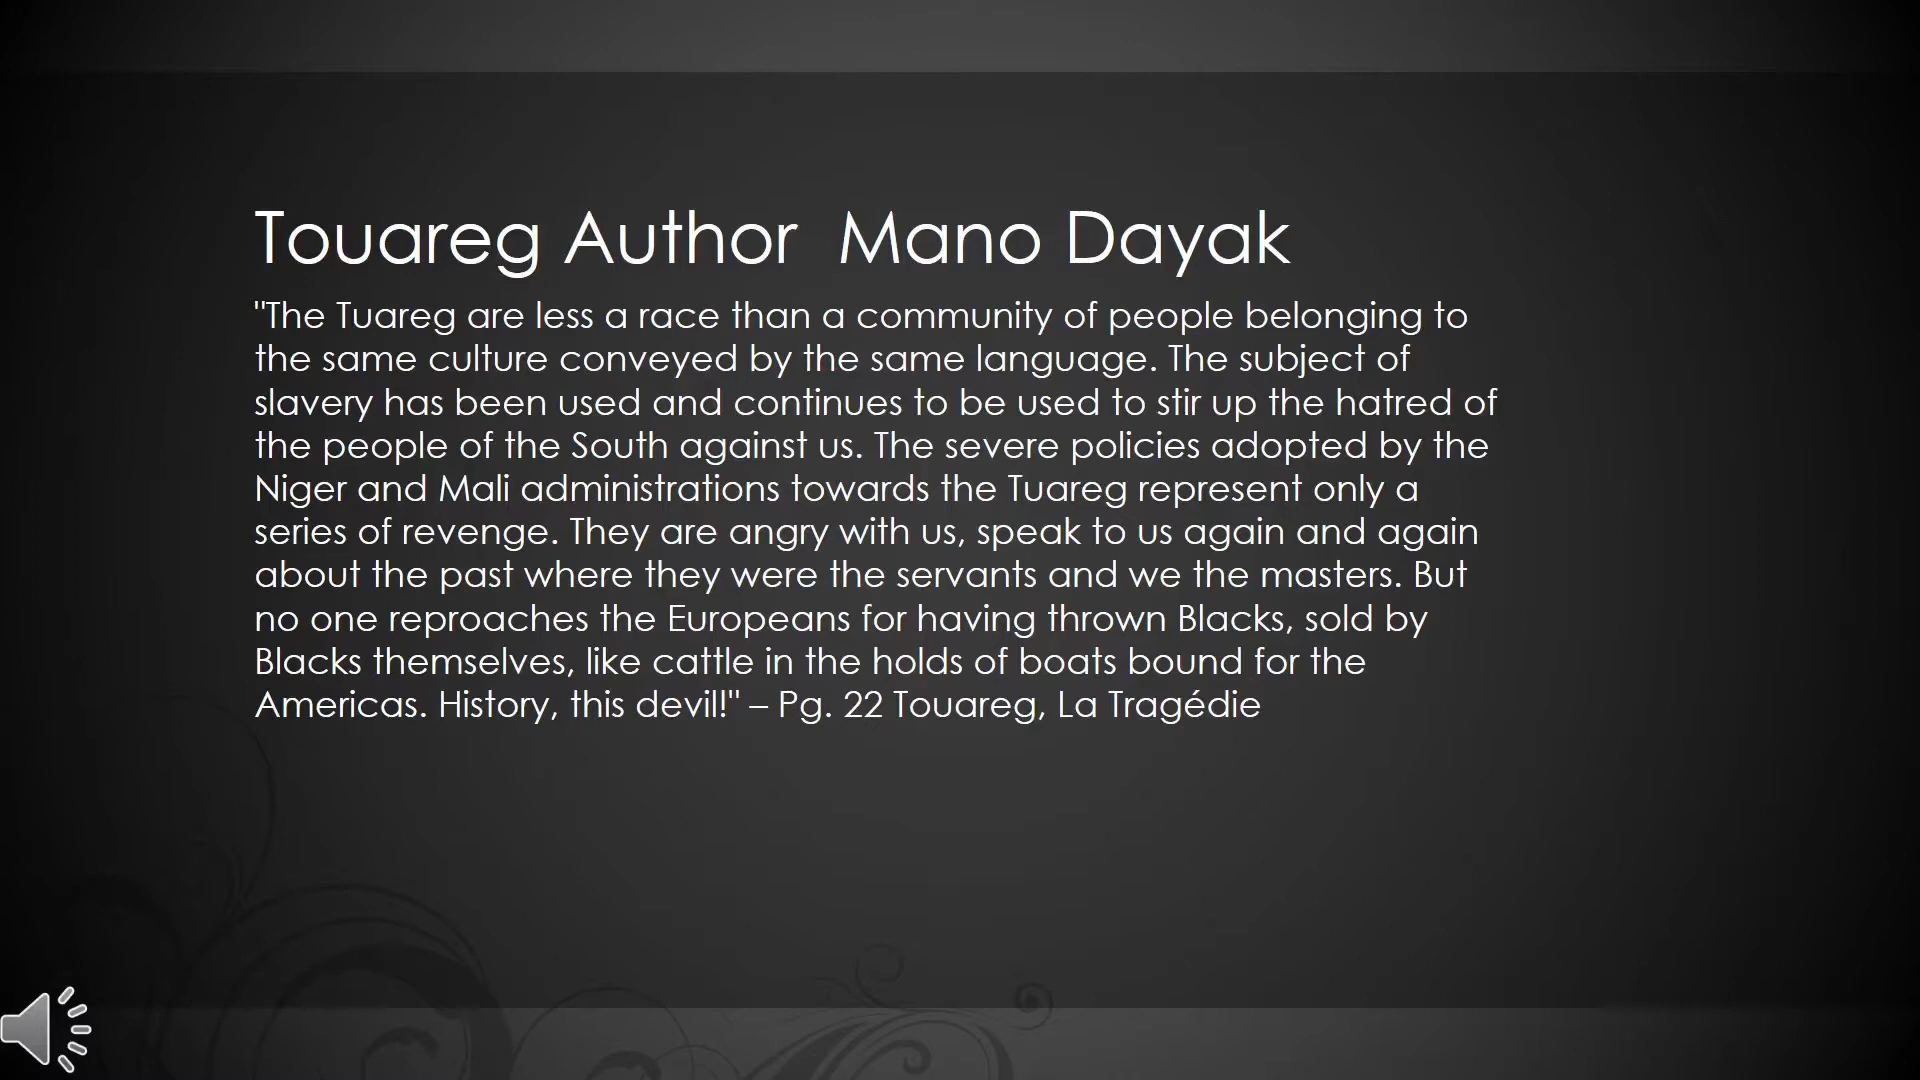 Touareg Author  Mano Dayak
"The Tuareg are less a race than a community of people belonging to
the same culture conveyed by the same language. The subject of
slavery has been used and continues to be used to stir up the hatred of
the people of the South against us. The severe policies adopted by the
Niger and Mali administrations towards the Tuareg represent only a
series of revenge. They are angry with us, speak to us again and again
about the past where they were the servants and we the masters. But
no one reproaches the Europeans for having thrown Blacks, sold by
Blacks themselves, like cattle in the holds of boats bound for the
Americas. History, this devil!" – Pg. 22 Touareg, La Tragédie